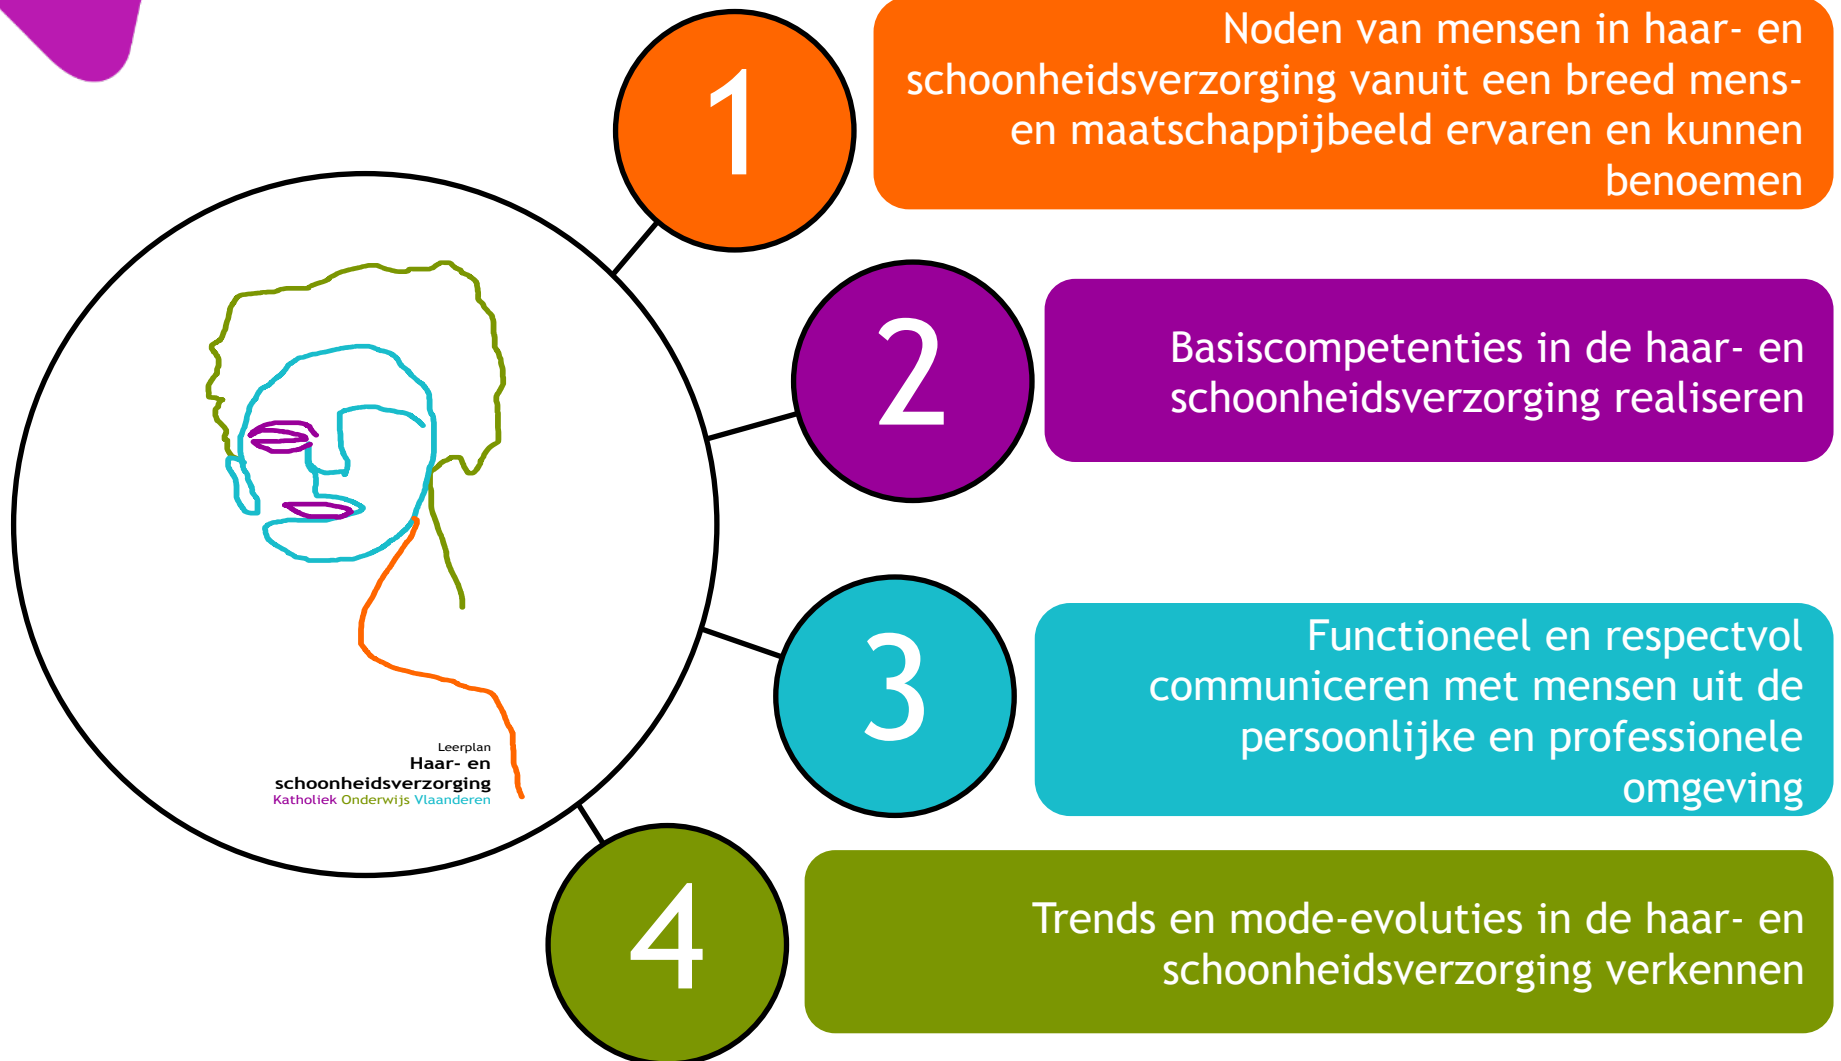 1
Noden van mensen in haar- en
schoonheidsverzorging vanuit een breed mens-
en maatschappijbeeld ervaren en kunnen
benoemen
2
Basiscompetenties in de haar- en
schoonheidsverzorging realiseren
3
Functioneel en respectvol
communiceren met mensen uit de
persoonlijke en professionele
omgeving
4
Trends en mode-evoluties in de haar- en
schoonheidsverzorging verkennen
Leerplan
Haar- en
schoonheidsverzorging
Katholiek Onderwijs Vlaanderen